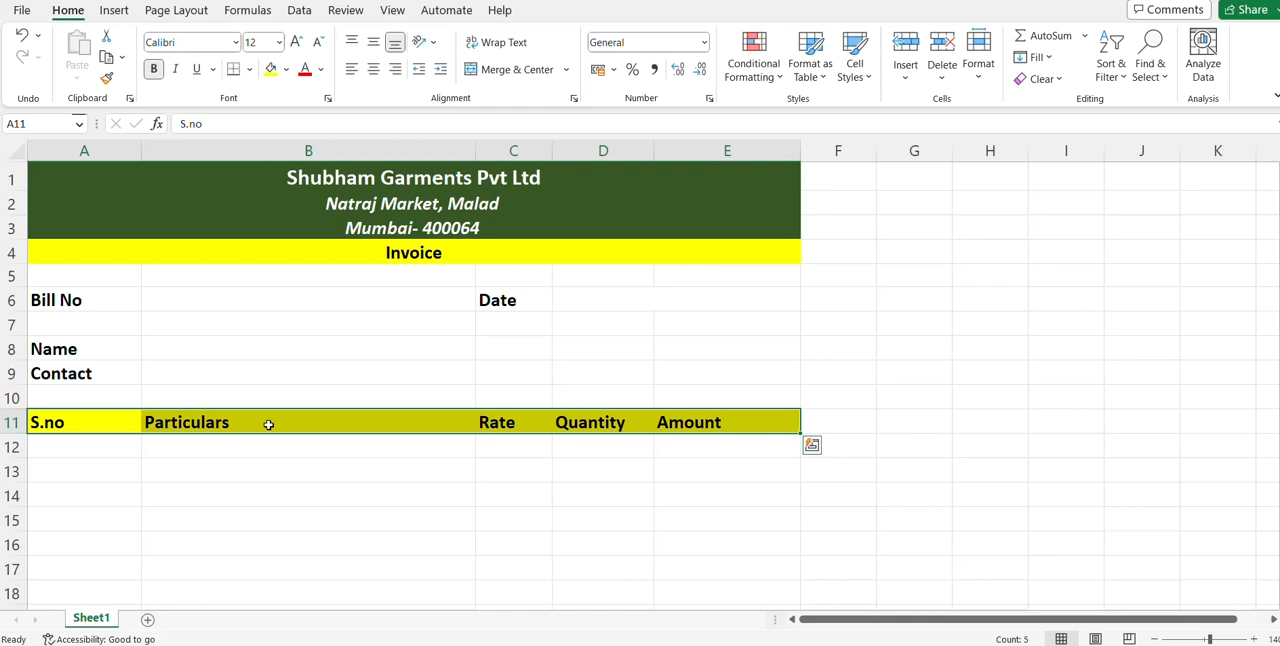 File Home Insert Page Layout Formulas Data Review View Automate Help Comments Share
Calibri 12 Wrap Text General AutoSum
Paste B I U Merge & Center % Conditional Formatting Format as Table Cell Styles Insert Delete Format Fill Clear Sort & Filter Find & Select Analyze Data
Undo Clipboard Font Alignment Number Styles Cells Editing Analysis
A11 fx S.no
A B C D E F G H I J K
1 Shubham Garments Pvt Ltd
2 Natraj Market, Malad
3 Mumbai- 400064
4 Invoice
5
6 Bill No Date
7
8 Name
9 Contact
10
11 S.no Particulars Rate Quantity Amount
12
13
14
15
16
17
18
Sheet1
Ready Accessibility: Good to go Count: 5 140